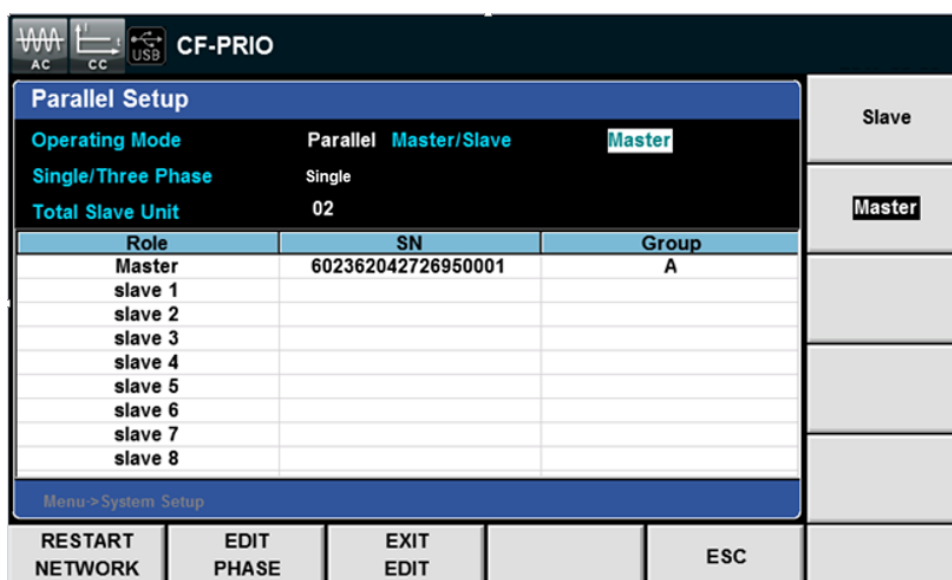 AC CC USB CF-PRIO
Parallel Setup
Operating Mode Parallel Master/Slave Master
Single/Three Phase Single
Total Slave Unit 02
Role SN Group
Master 602362042726950001 A
slave 1
slave 2
slave 3
slave 4
slave 5
slave 6
slave 7
slave 8
Menu->System Setup
Slave
Master
RESTART NETWORK
EDIT PHASE
EXIT EDIT
ESC